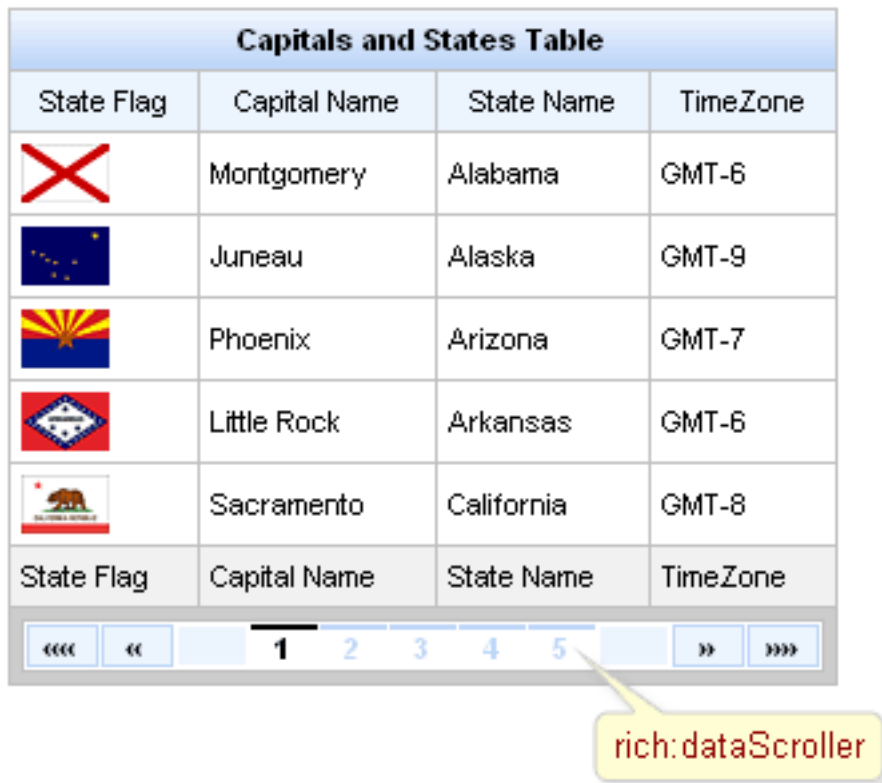 Capitals and States Table
State Flag Capital Name State Name TimeZone
Montgomery Alabama GMT-6
Juneau Alaska GMT-9
Phoenix Arizona GMT-7
Little Rock Arkansas GMT-6
Sacramento California GMT-8
State Flag Capital Name State Name TimeZone
«« « 1 2 3 4 5 » »»
rich:dataScroller